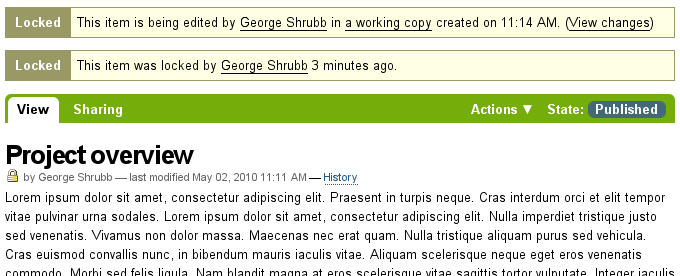 Locked This item is being edited by George Shrubb in a working copy created on 11:14 AM. (View changes)
Locked This item was locked by George Shrubb 3 minutes ago.
View Sharing Actions ▼ State: Published
Project overview
by George Shrubb — last modified May 02, 2010 11:11 AM — History
Lorem ipsum dolor sit amet, consectetur adipiscing elit. Praesent in turpis neque. Cras interdum orci et elit tempor
vitae pulvinar urna sodales. Lorem ipsum dolor sit amet, consectetur adipiscing elit. Nulla imperdiet tristique justo
sed venenatis. Vivamus non dolor massa. Maecenas nec erat quam. Nulla tristique aliquam purus sed vehicula.
Cras euismod convallis nunc, in bibendum mauris iaculis vitae. Aliquam scelerisque neque eget eros venenatis
commodo. Morbi sed felis ligula. Nam blandit magna at eros scelerisque vitae sagittis tortor vulputate. Integer iaculis